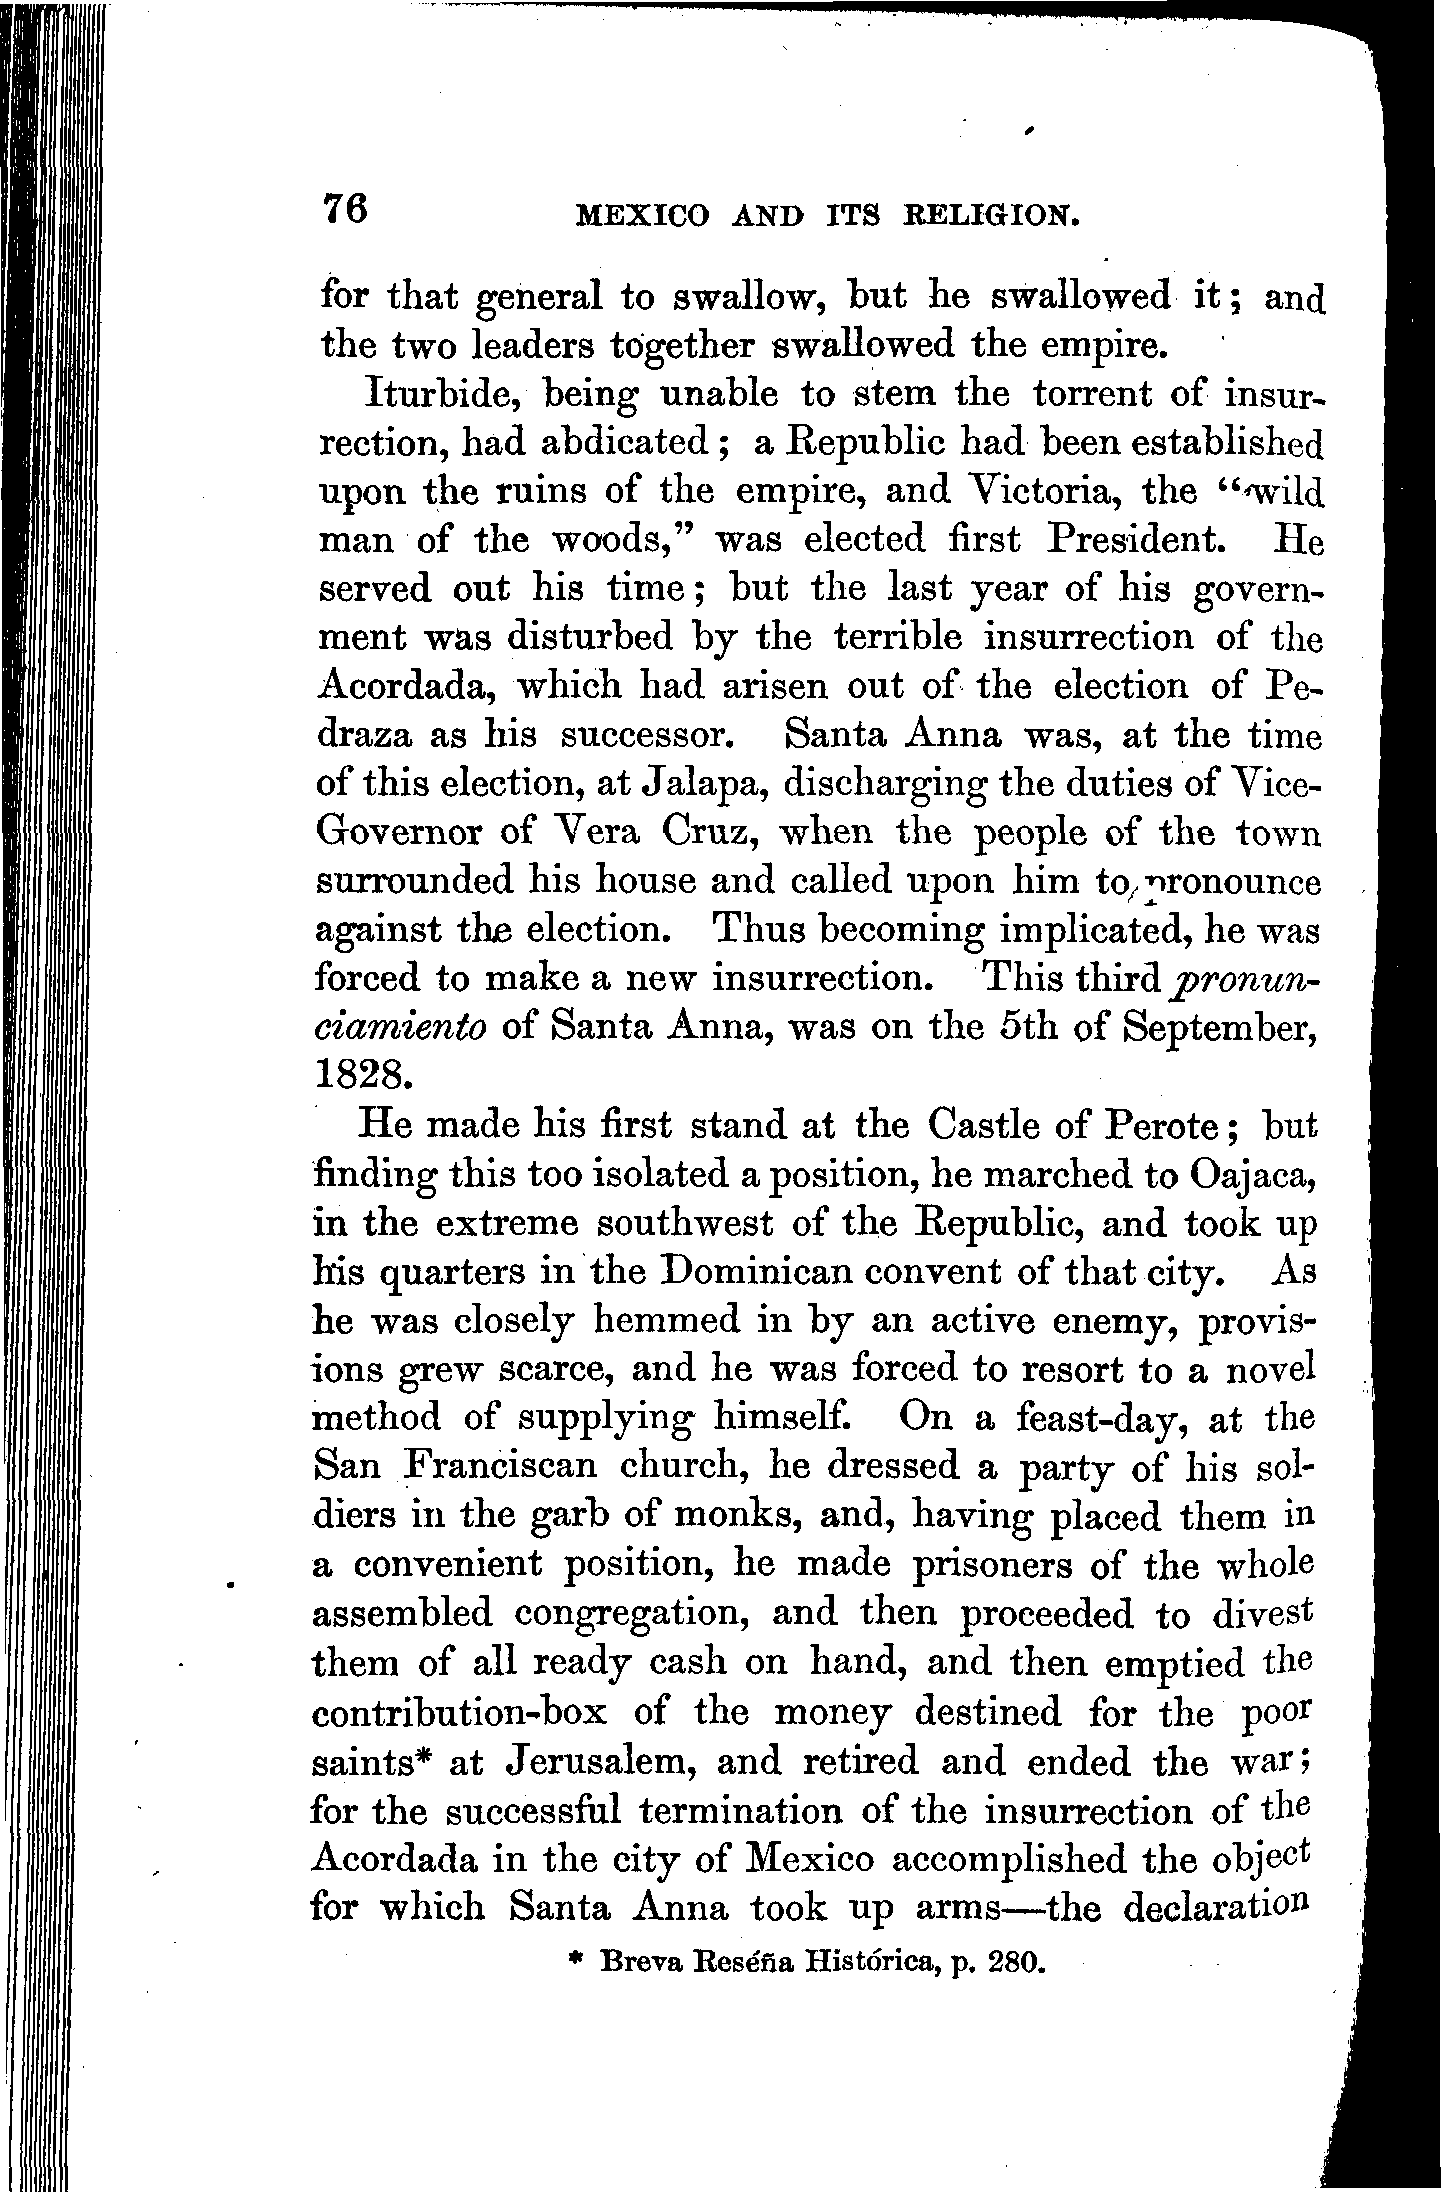 76 MEXICO AND ITS RELIGION.
for that general to swallow, but he swallowed it; and
the two leaders together swallowed the empire.
Iturbide, being unable to stem the torrent of insur-
rection, had abdicated; a Republic had been established
upon the ruins of the empire, and Victoria, the “wild
man of the woods,” was elected first President. He
served out his time; but the last year of his govern-
ment was disturbed by the terrible insurrection of the
Acordada, which had arisen out of the election of Pe-
draza as his successor. Santa Anna was, at the time
of this election, at Jalapa, discharging the duties of Vice-
Governor of Vera Cruz, when the people of the town
surrounded his house and called upon him to pronounce
against the election. Thus becoming implicated, he was
forced to make a new insurrection. This third pronun-
ciamiento of Santa Anna, was on the 5th of September,
1828.
He made his first stand at the Castle of Perote; but
finding this too isolated a position, he marched to Oajaca,
in the extreme southwest of the Republic, and took up
his quarters in the Dominican convent of that city. As
he was closely hemmed in by an active enemy, provis-
ions grew scarce, and he was forced to resort to a novel
method of supplying himself. On a feast-day, at the
San Franciscan church, he dressed a party of his sol-
diers in the garb of monks, and, having placed them in
a convenient position, he made prisoners of the whole
assembled congregation, and then proceeded to divest
them of all ready cash on hand, and then emptied the
contribution-box of the money destined for the poor
saints* at Jerusalem, and retired and ended the war;
for the successful termination of the insurrection of the
Acordada in the city of Mexico accomplished the object
for which Santa Anna took up arms—the declaration
* Breva Reséña Histórica, p. 280.